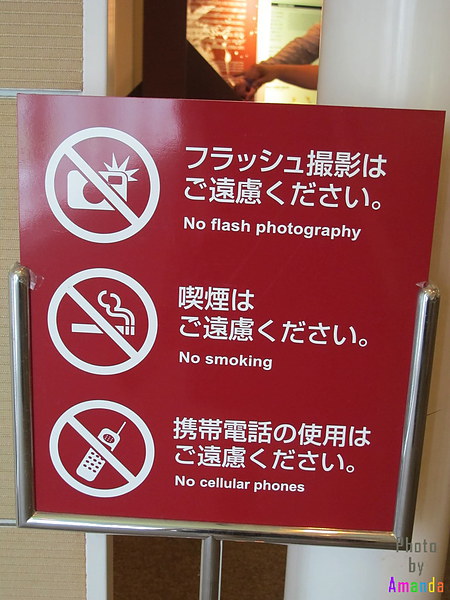 フラッシュ撮影は
ご遠慮ください。
No flash photography
喫煙は
ご遠慮ください。
No smoking
携帯電話の使用は
ご遠慮ください。
No cellular phones
Photo
by
Amanda